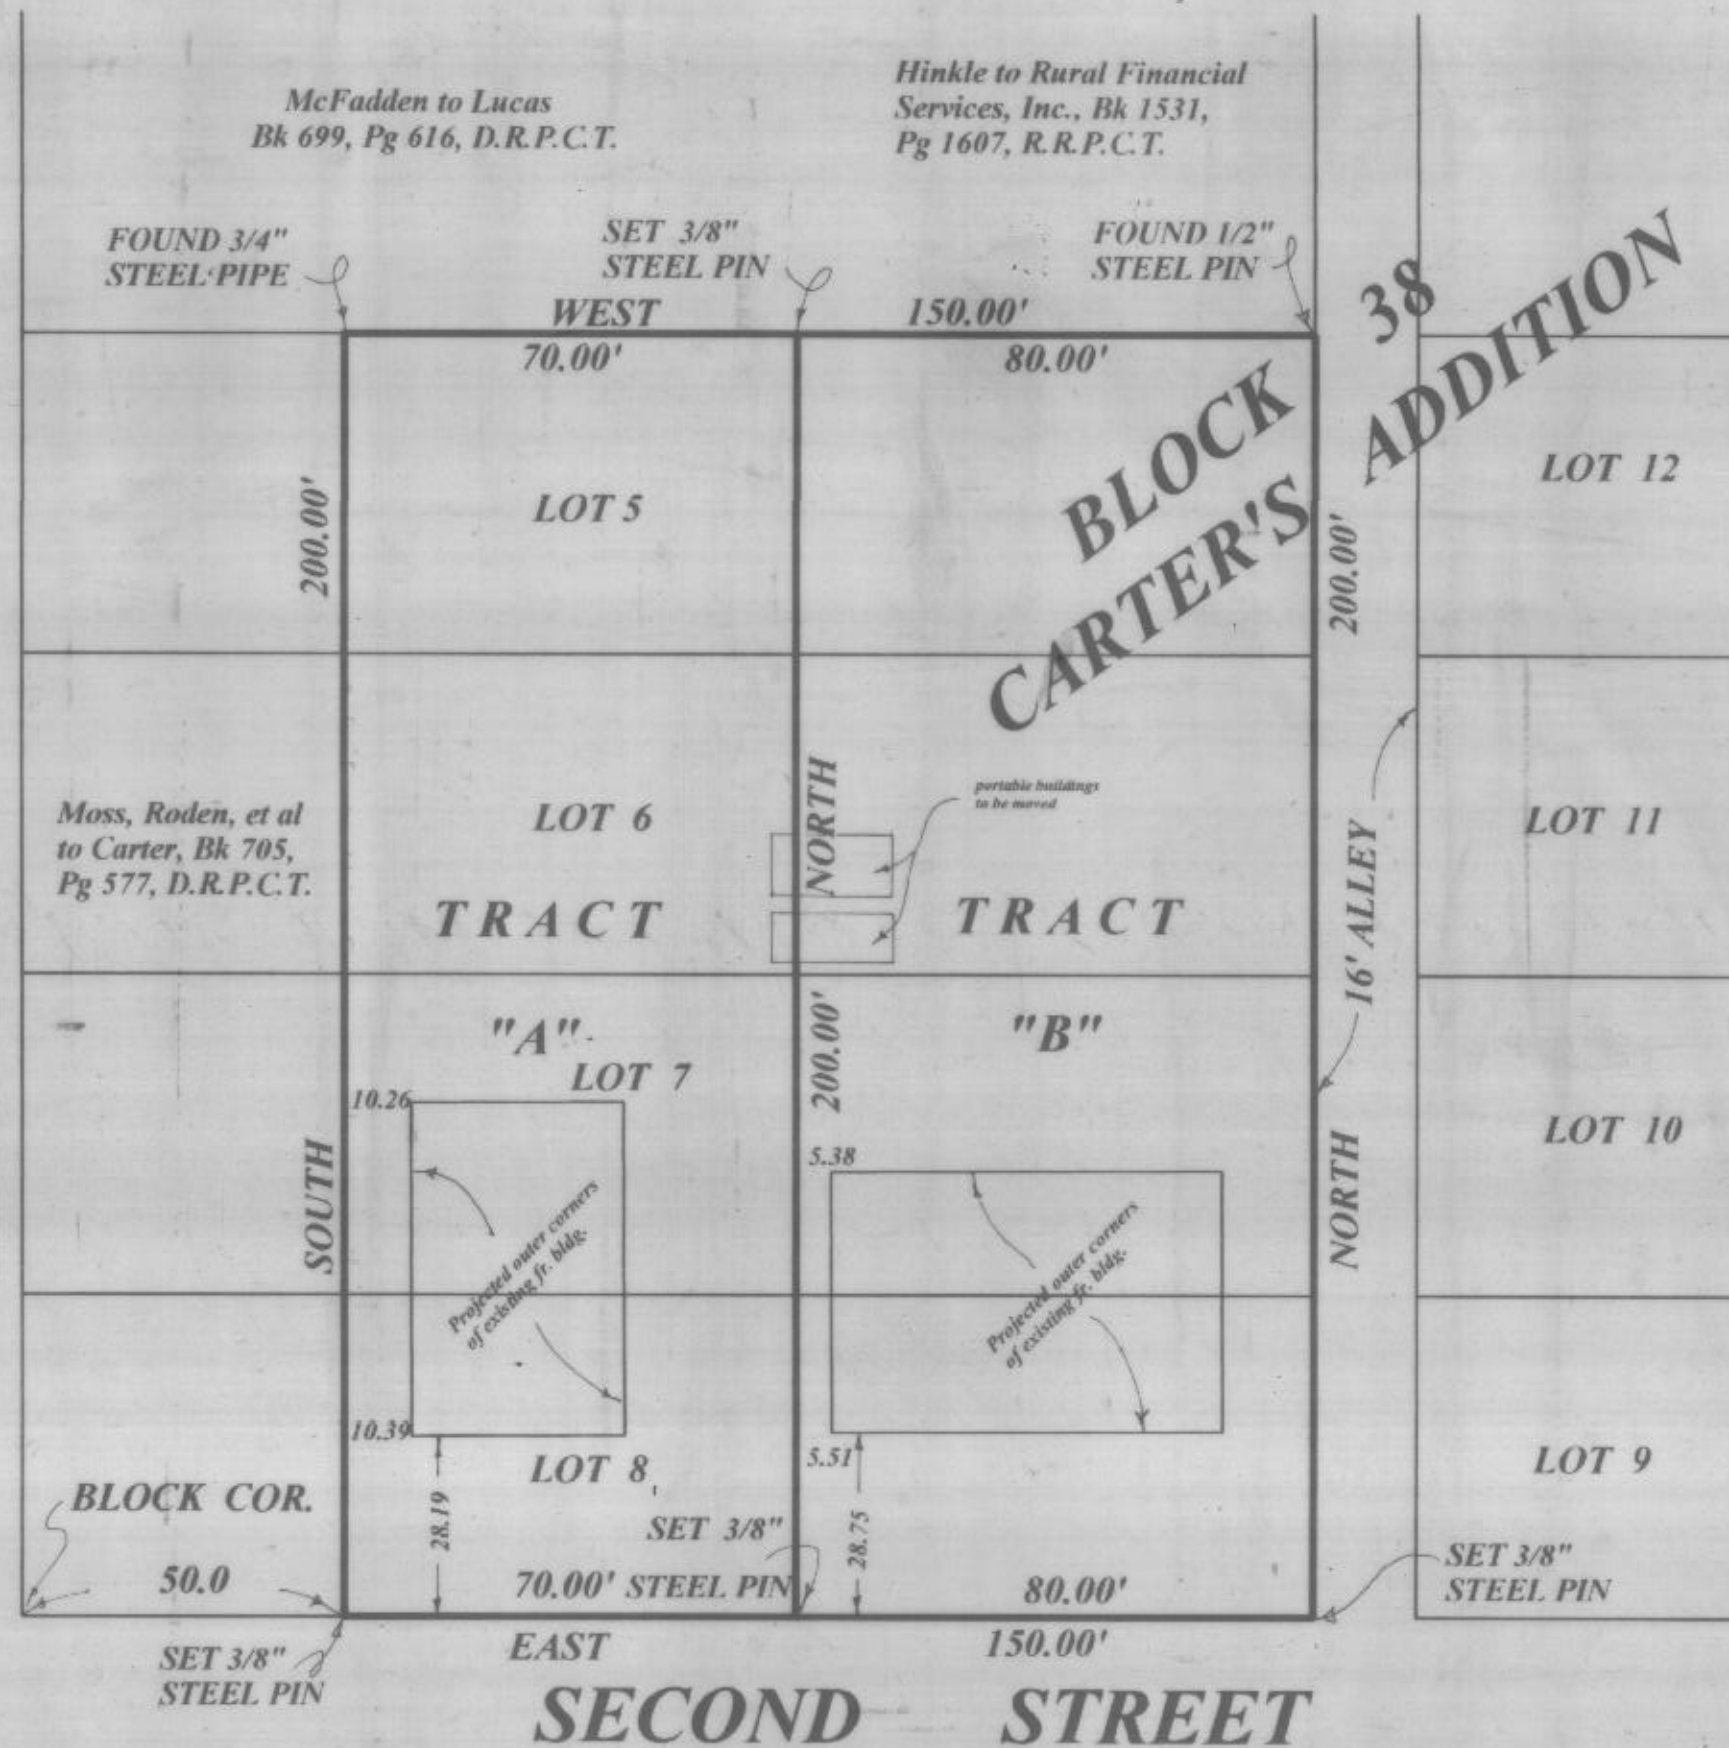 McFadden to Lucas
Bk 699, Pg 616, D.R.P.C.T.
Hinkle to Rural Financial
Services, Inc., Bk 1531,
Pg 1607, R.R.P.C.T.
FOUND 3/4"
STEEL PIPE
SET 3/8"
STEEL PIN
FOUND 1/2"
STEEL PIN
WEST
150.00'
70.00'
80.00'
BLOCK 38
CARTER'S ADDITION
LOT 5
LOT 12
200.00'
200.00'
Moss, Roden, et al
to Carter, Bk 705,
Pg 577, D.R.P.C.T.
LOT 6
NORTH
portable buildings
to be moved
16' ALLEY
LOT 11
TRACT
TRACT
"A"
"B"
LOT 7
200.00'
10.26
SOUTH
5.38
NORTH
LOT 10
Projected outer corners
of existing fr. bldg.
Projected outer corners
of existing fr. bldg.
10.39
5.51
LOT 8
LOT 9
BLOCK COR.
28.19
28.75
SET 3/8"
STEEL PIN
50.0
70.00'
80.00'
SET 3/8"
STEEL PIN
SET 3/8"
STEEL PIN
EAST
150.00'
SECOND STREET